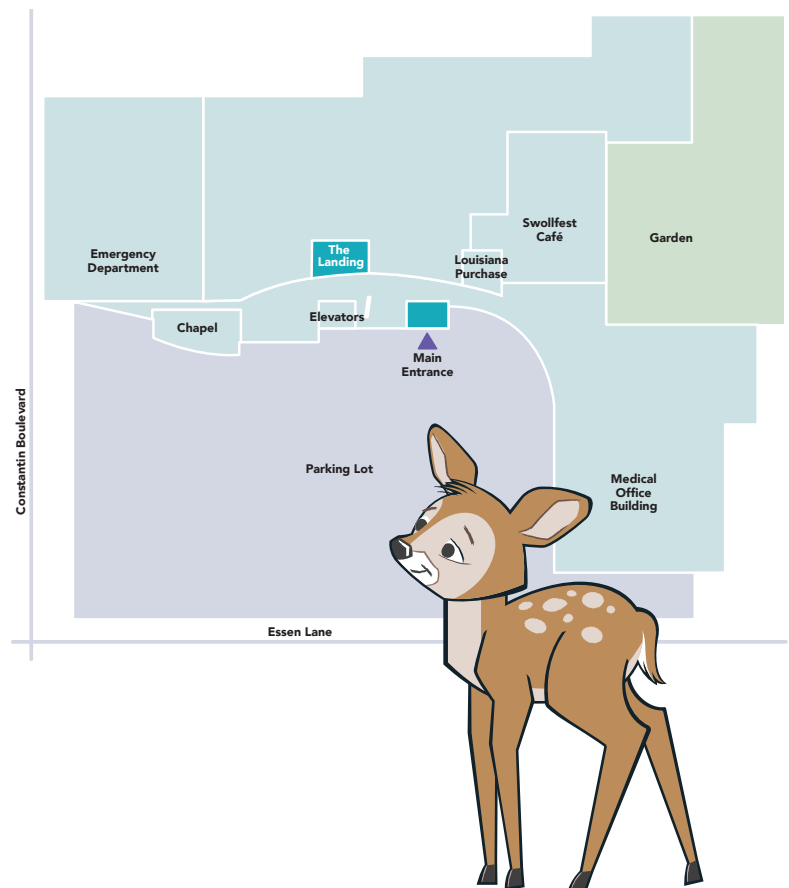 Swollfest
Café
Garden
The
Landing
Emergency
Department
Louisiana
Purchase
Elevators
Chapel
Main
Entrance
Constantin Boulevard
Parking Lot
Medical
Office
Building
Essen Lane